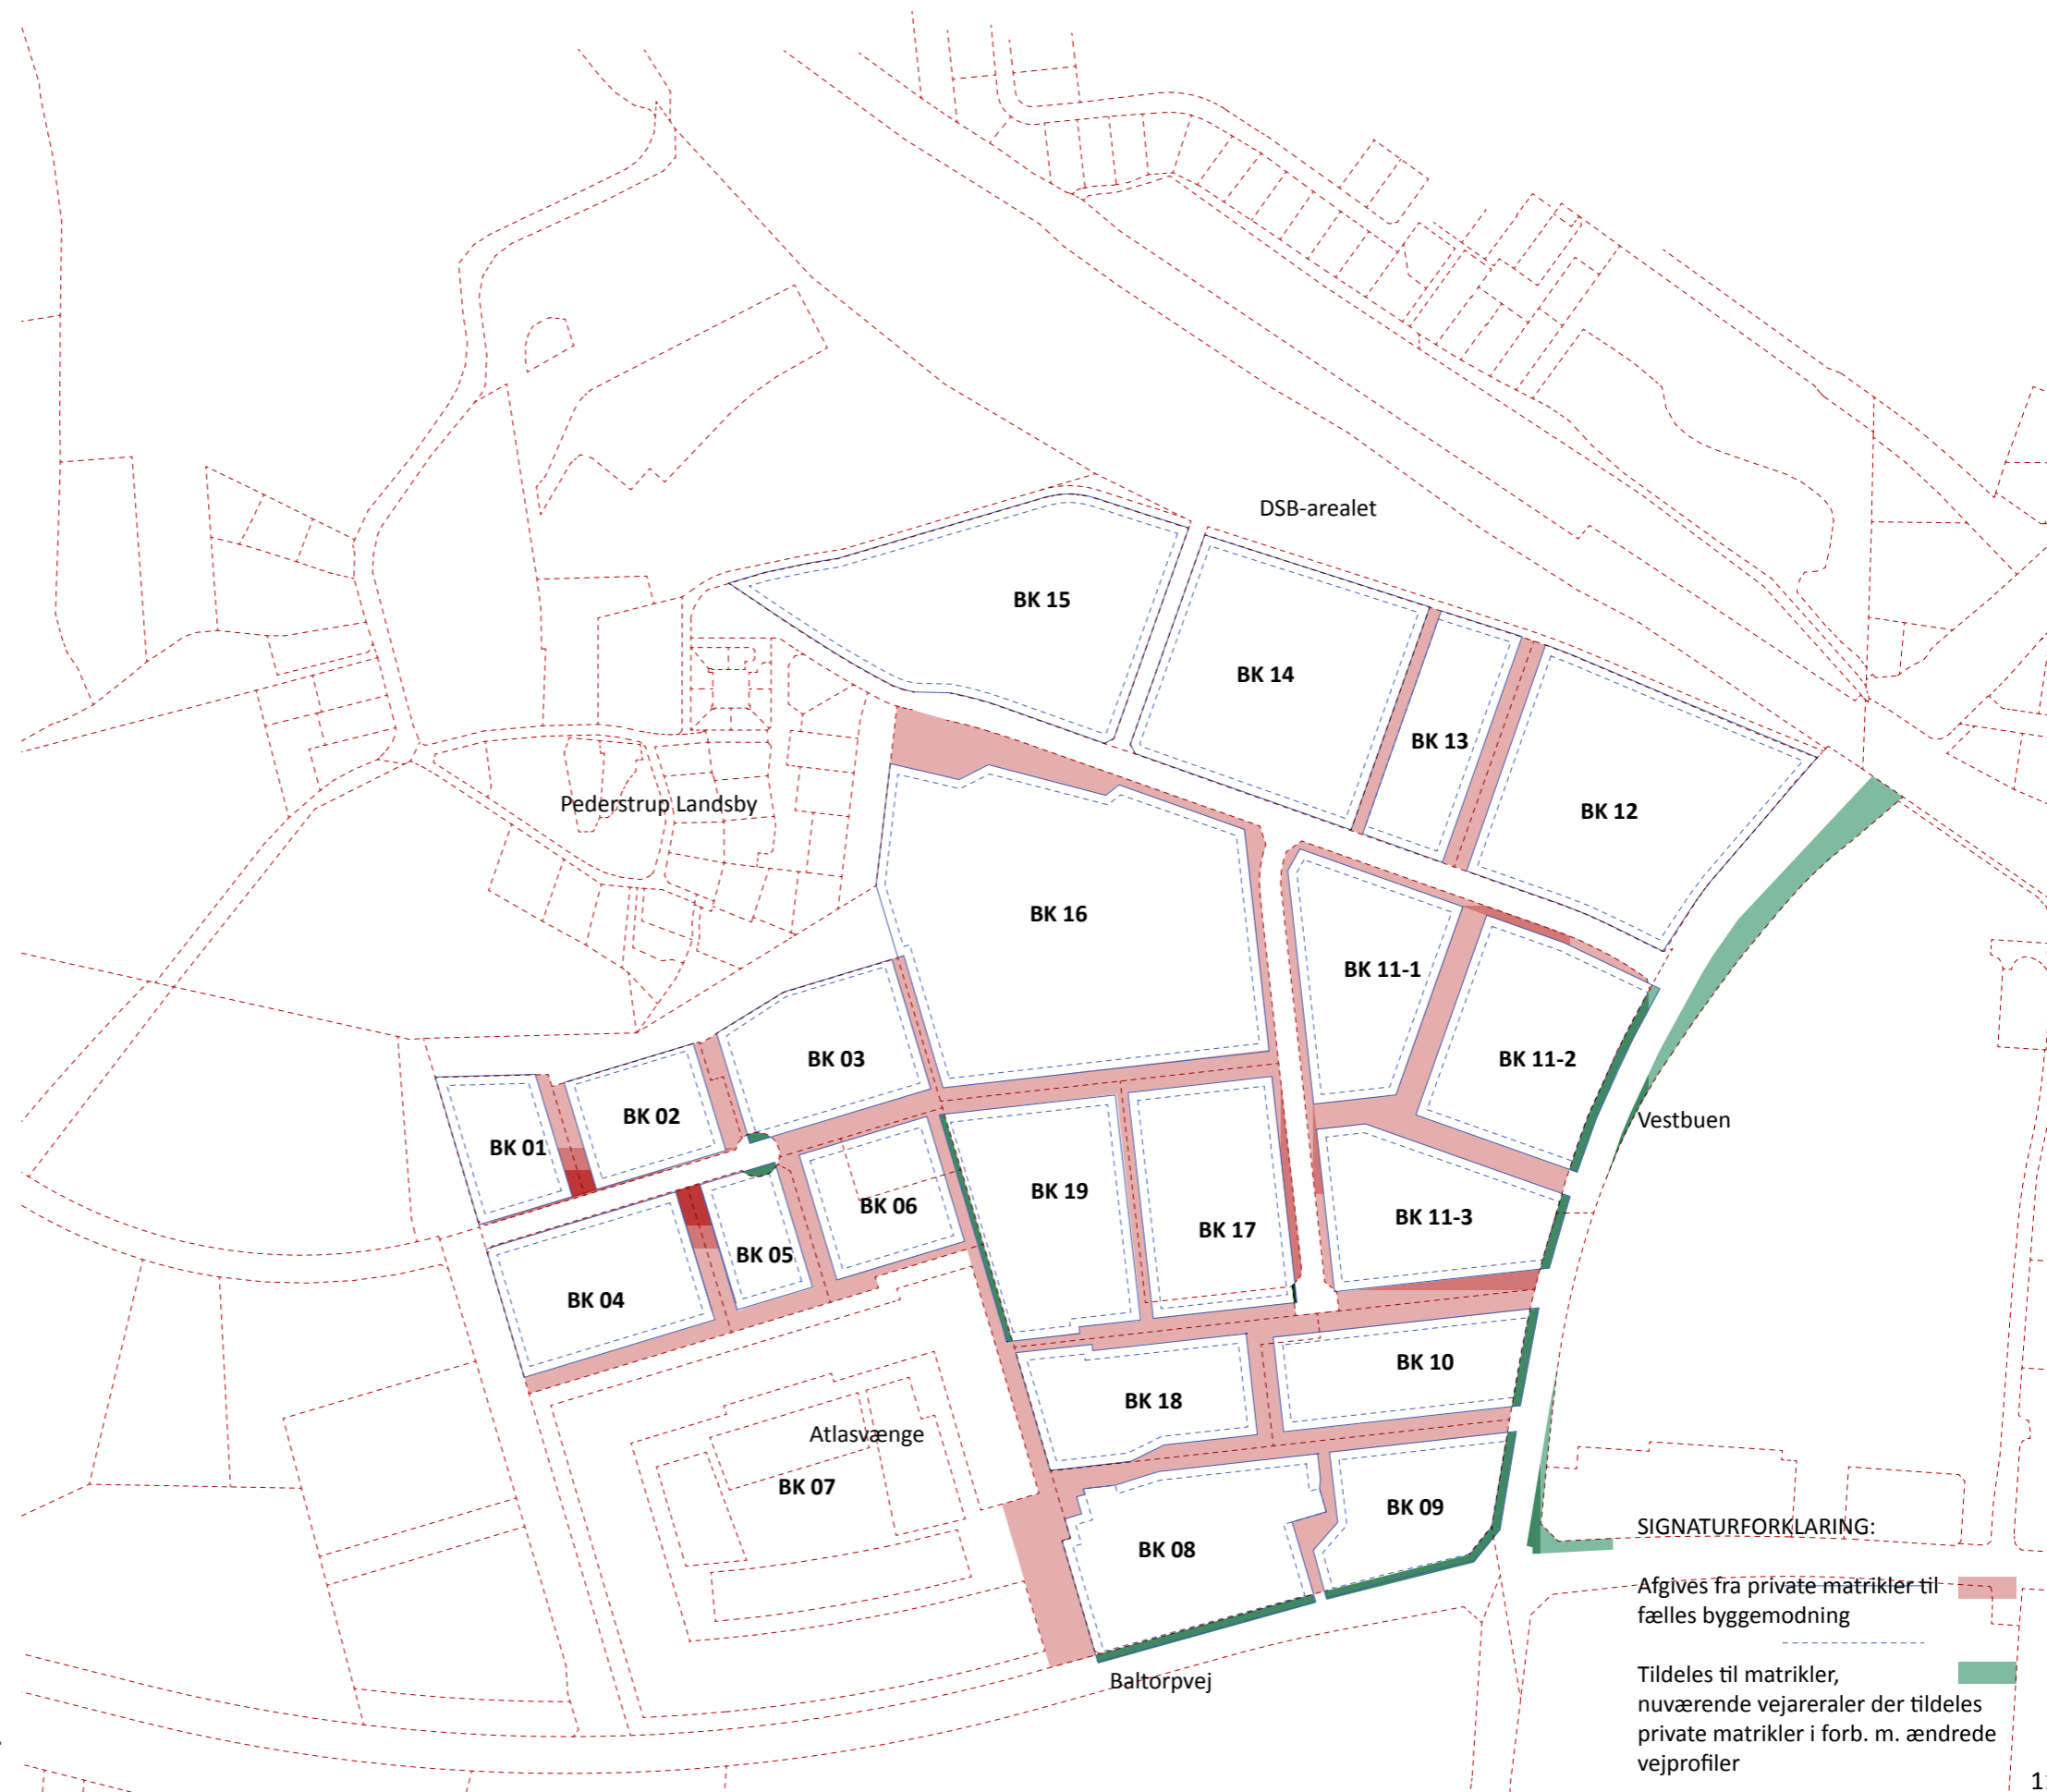 DSB-arealet
BK 15
BK 14
BK 13
BK 12
Pederstrup Landsby
BK 16
BK 11-1
BK 11-2
BK 03
BK 02
BK 01
Vestbuen
BK 19
BK 06
BK 17
BK 11-3
BK 05
BK 04
BK 10
BK 18
Atlasvænge
BK 07
BK 09
BK 08
Baltorpvej
SIGNATURFORKLARING:
Afgives fra private matrikler til
fælles byggemodning
Tildeles til matrikler,
nuværende vejareraler der tildeles
private matrikler i forb. m. ændrede
vejprofiler